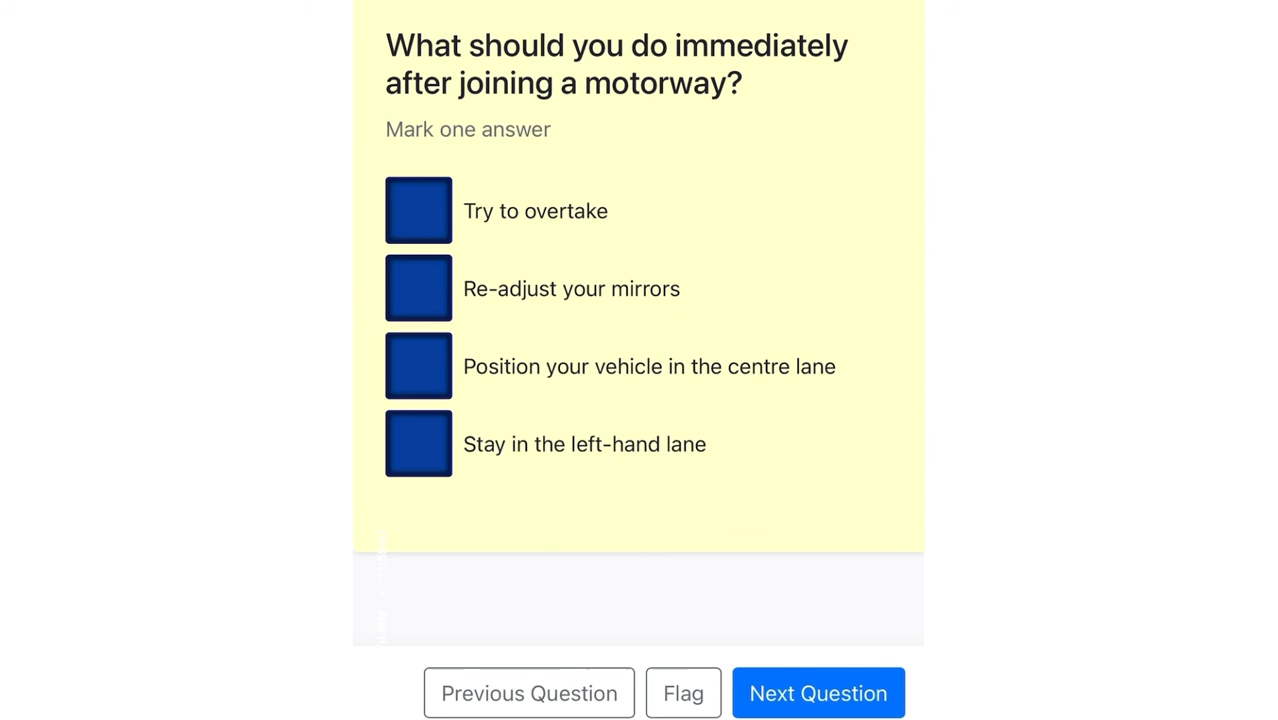 What should you do immediately
after joining a motorway?
Mark one answer
Try to overtake
Re-adjust your mirrors
Position your vehicle in the centre lane
Stay in the left-hand lane
Previous Question
Flag
Next Question